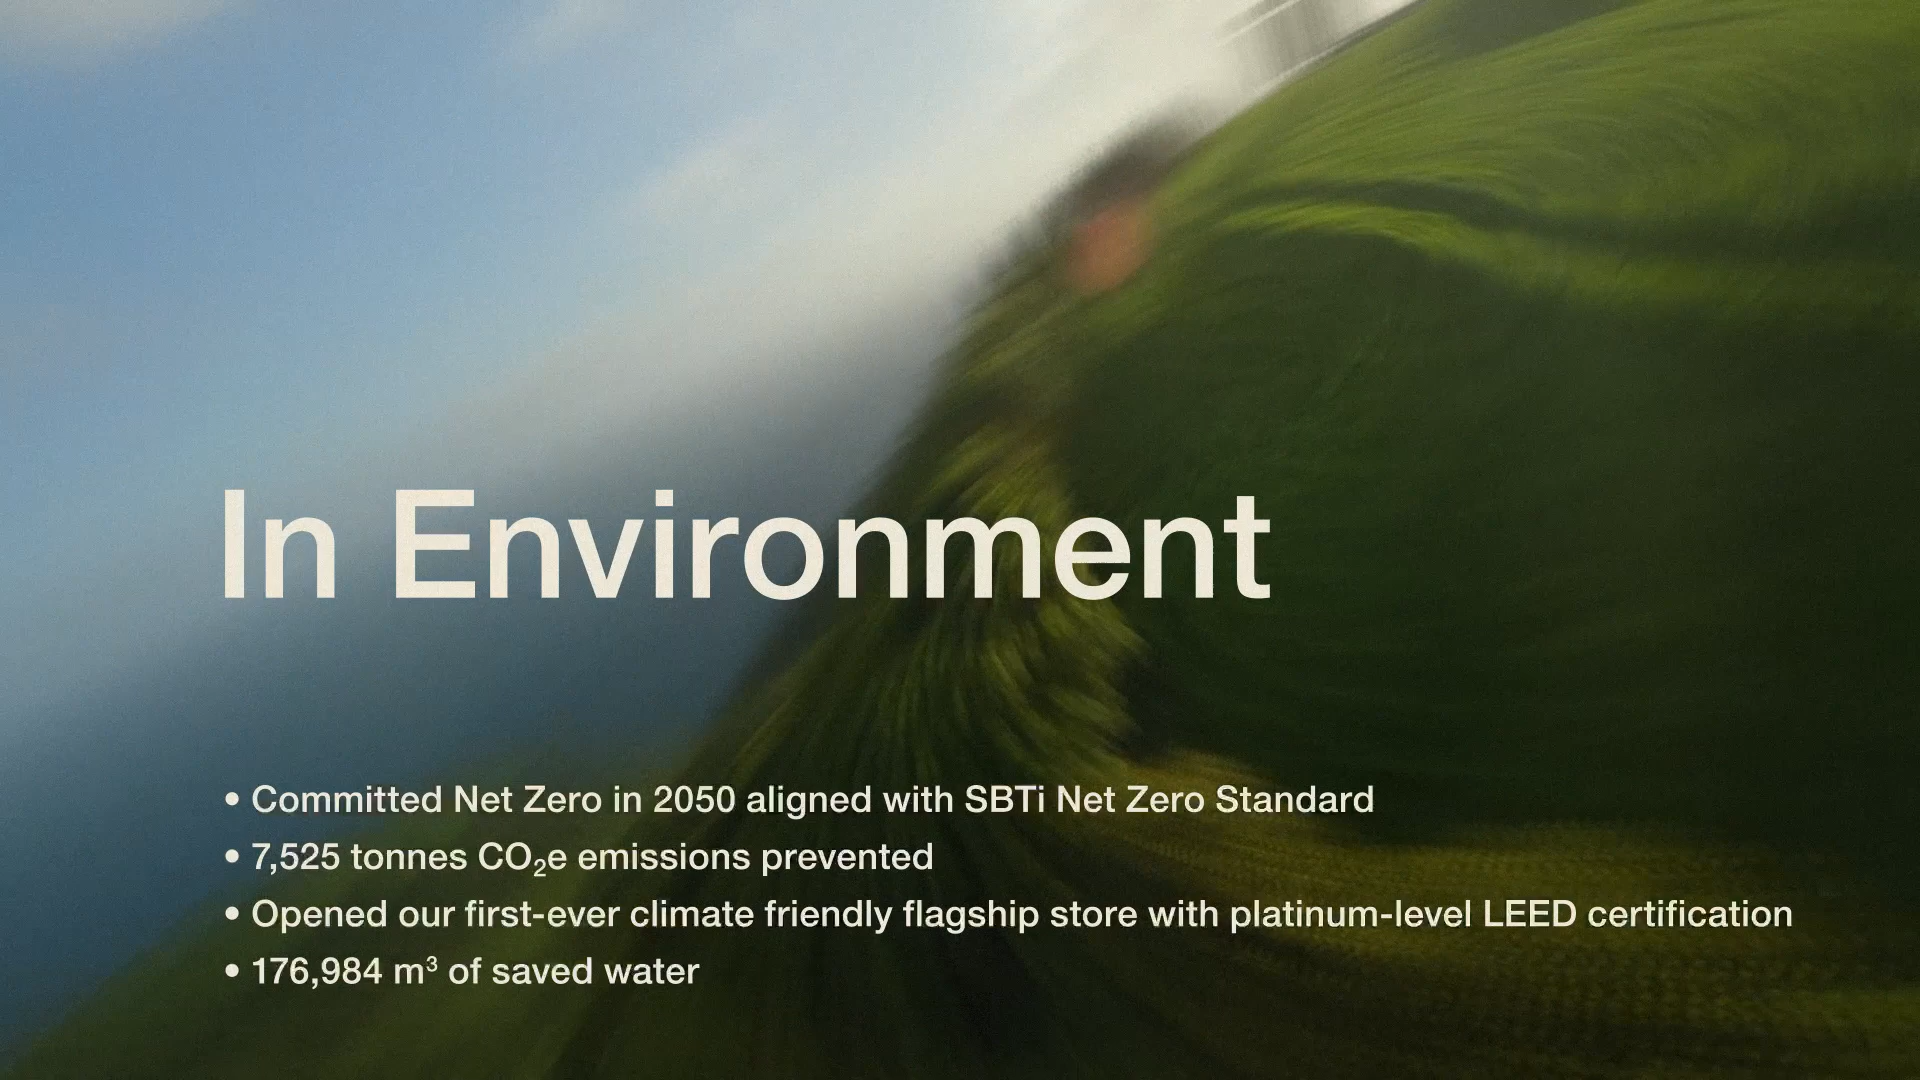 In Environment
• Committed Net Zero in 2050 aligned with SBTi Net Zero Standard
• 7,525 tonnes CO₂e emissions prevented
• Opened our first-ever climate friendly flagship store with platinum-level LEED certification
• 176,984 m³ of saved water